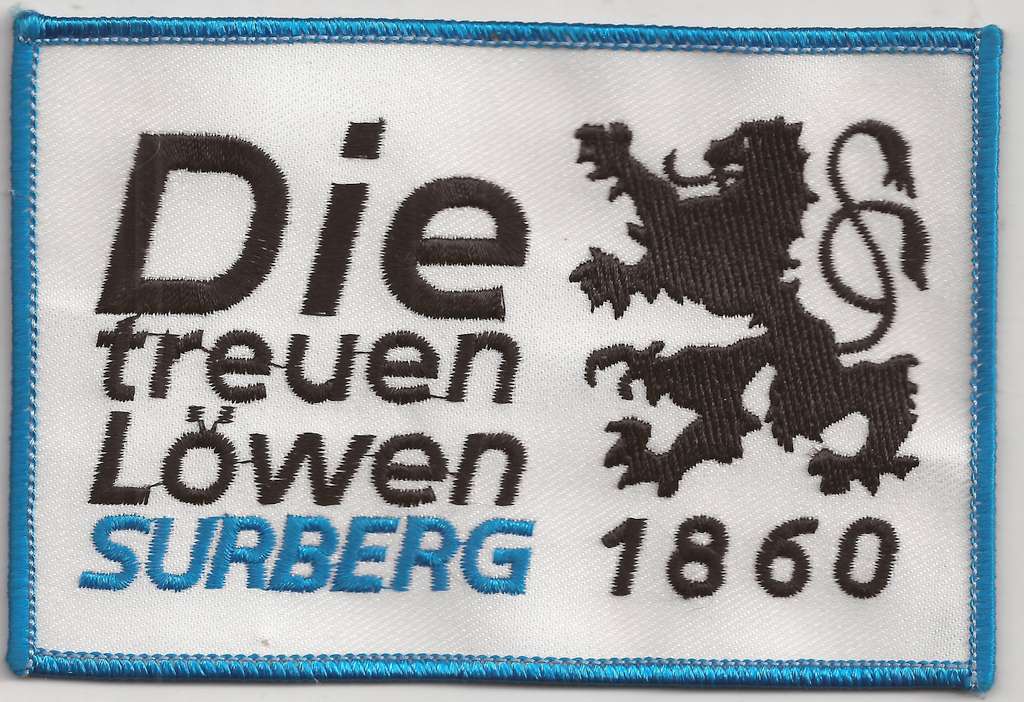 Die
treuen
Löwen
SURBERG
1860